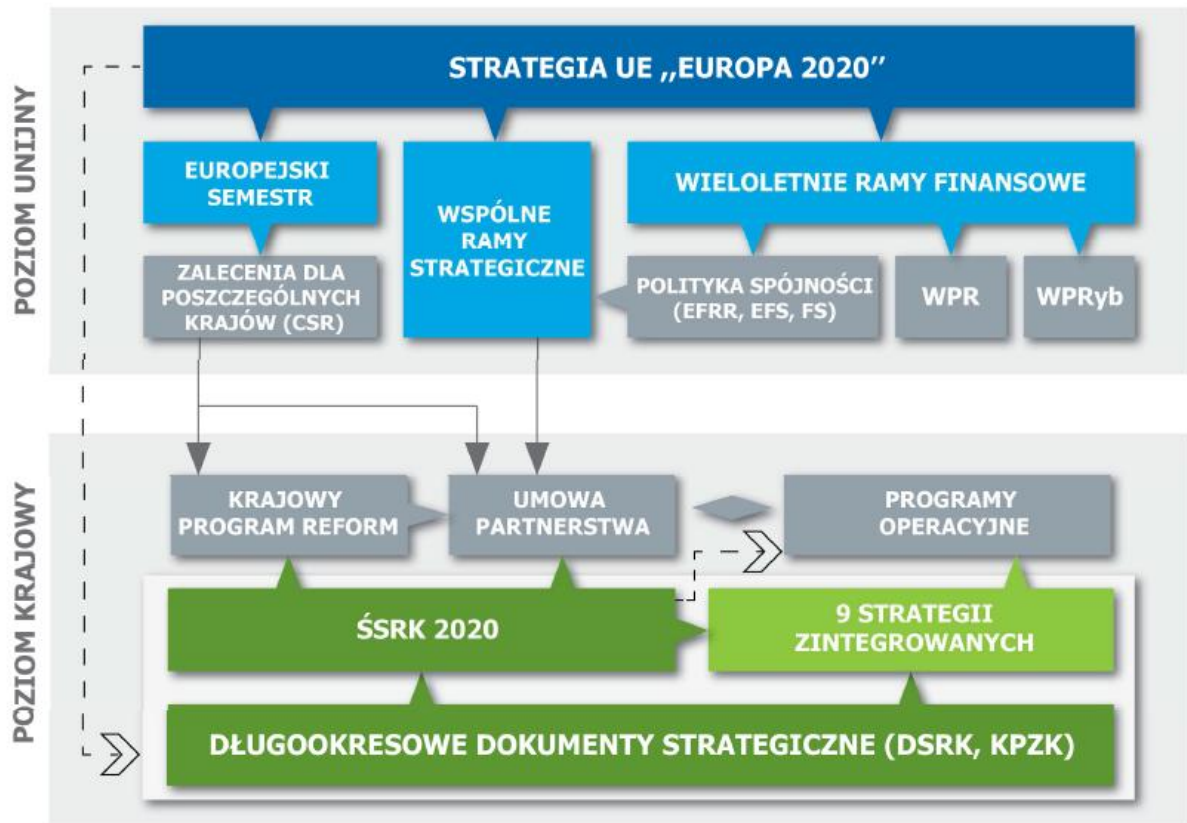 POZIOM UNIJNY
STRATEGIA UE ,,EUROPA 2020”
EUROPEJSKI
SEMESTR
WSPÓLNE
RAMY
STRATEGICZNE
WIELOLETNIE RAMY FINANSOWE
ZALECENIA DLA
POSZCZEGÓLNYCH
KRAJÓW (CSR)
POLITYKA SPÓJNOŚCI
(EFRR, EFS, FS)
WPR
WPRyb
POZIOM KRAJOWY
KRAJOWY
PROGRAM REFORM
UMOWA
PARTNERSTWA
PROGRAMY
OPERACYJNE
ŚSRK 2020
9 STRATEGII
ZINTEGROWANYCH
DŁUGOOKRESOWE DOKUMENTY STRATEGICZNE (DSRK, KPZK)